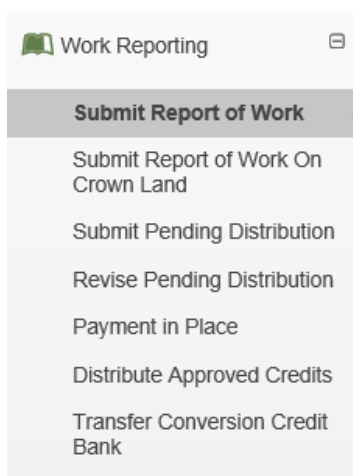 Work Reporting
Submit Report of Work
Submit Report of Work On
Crown Land
Submit Pending Distribution
Revise Pending Distribution
Payment in Place
Distribute Approved Credits
Transfer Conversion Credit
Bank